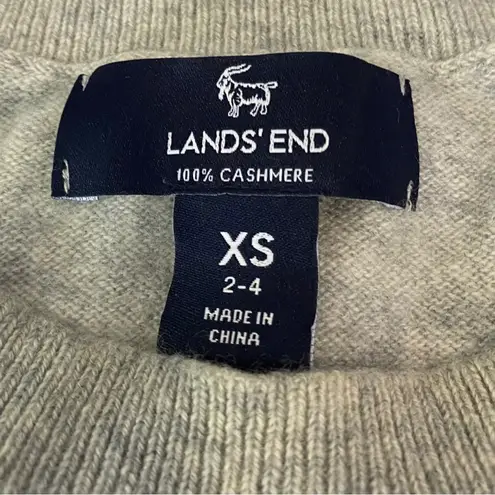 LANDS' END
100% CASHMERE
XS
2-4
MADE IN
CHINA